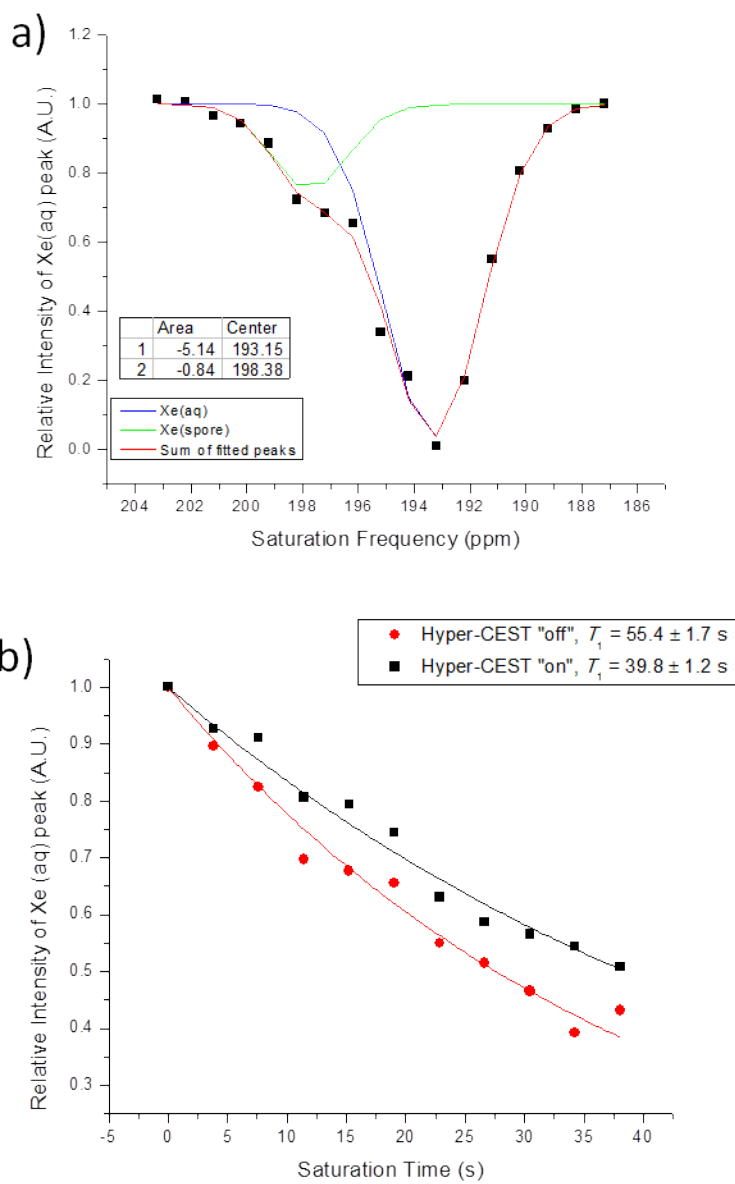 a)
1.2
1.0
0.8
0.6
0.4
0.2
0.0
Relative Intensity of Xe(aq) peak (A.U.)
Area Center
1 -5.14 193.15
2 -0.84 198.38
Xe(aq)
Xe(spore)
Sum of fitted peaks
204 202 200 198 196 194 192 190 188 186
Saturation Frequency (ppm)
b)
Hyper-CEST "off", T1 = 55.4 ± 1.7 s
Hyper-CEST "on", T1 = 39.8 ± 1.2 s
1.0
0.9
0.8
0.7
0.6
0.5
0.4
0.3
Relative Intensity of Xe (aq) peak (A.U.)
-5 0 5 10 15 20 25 30 35 40
Saturation Time (s)